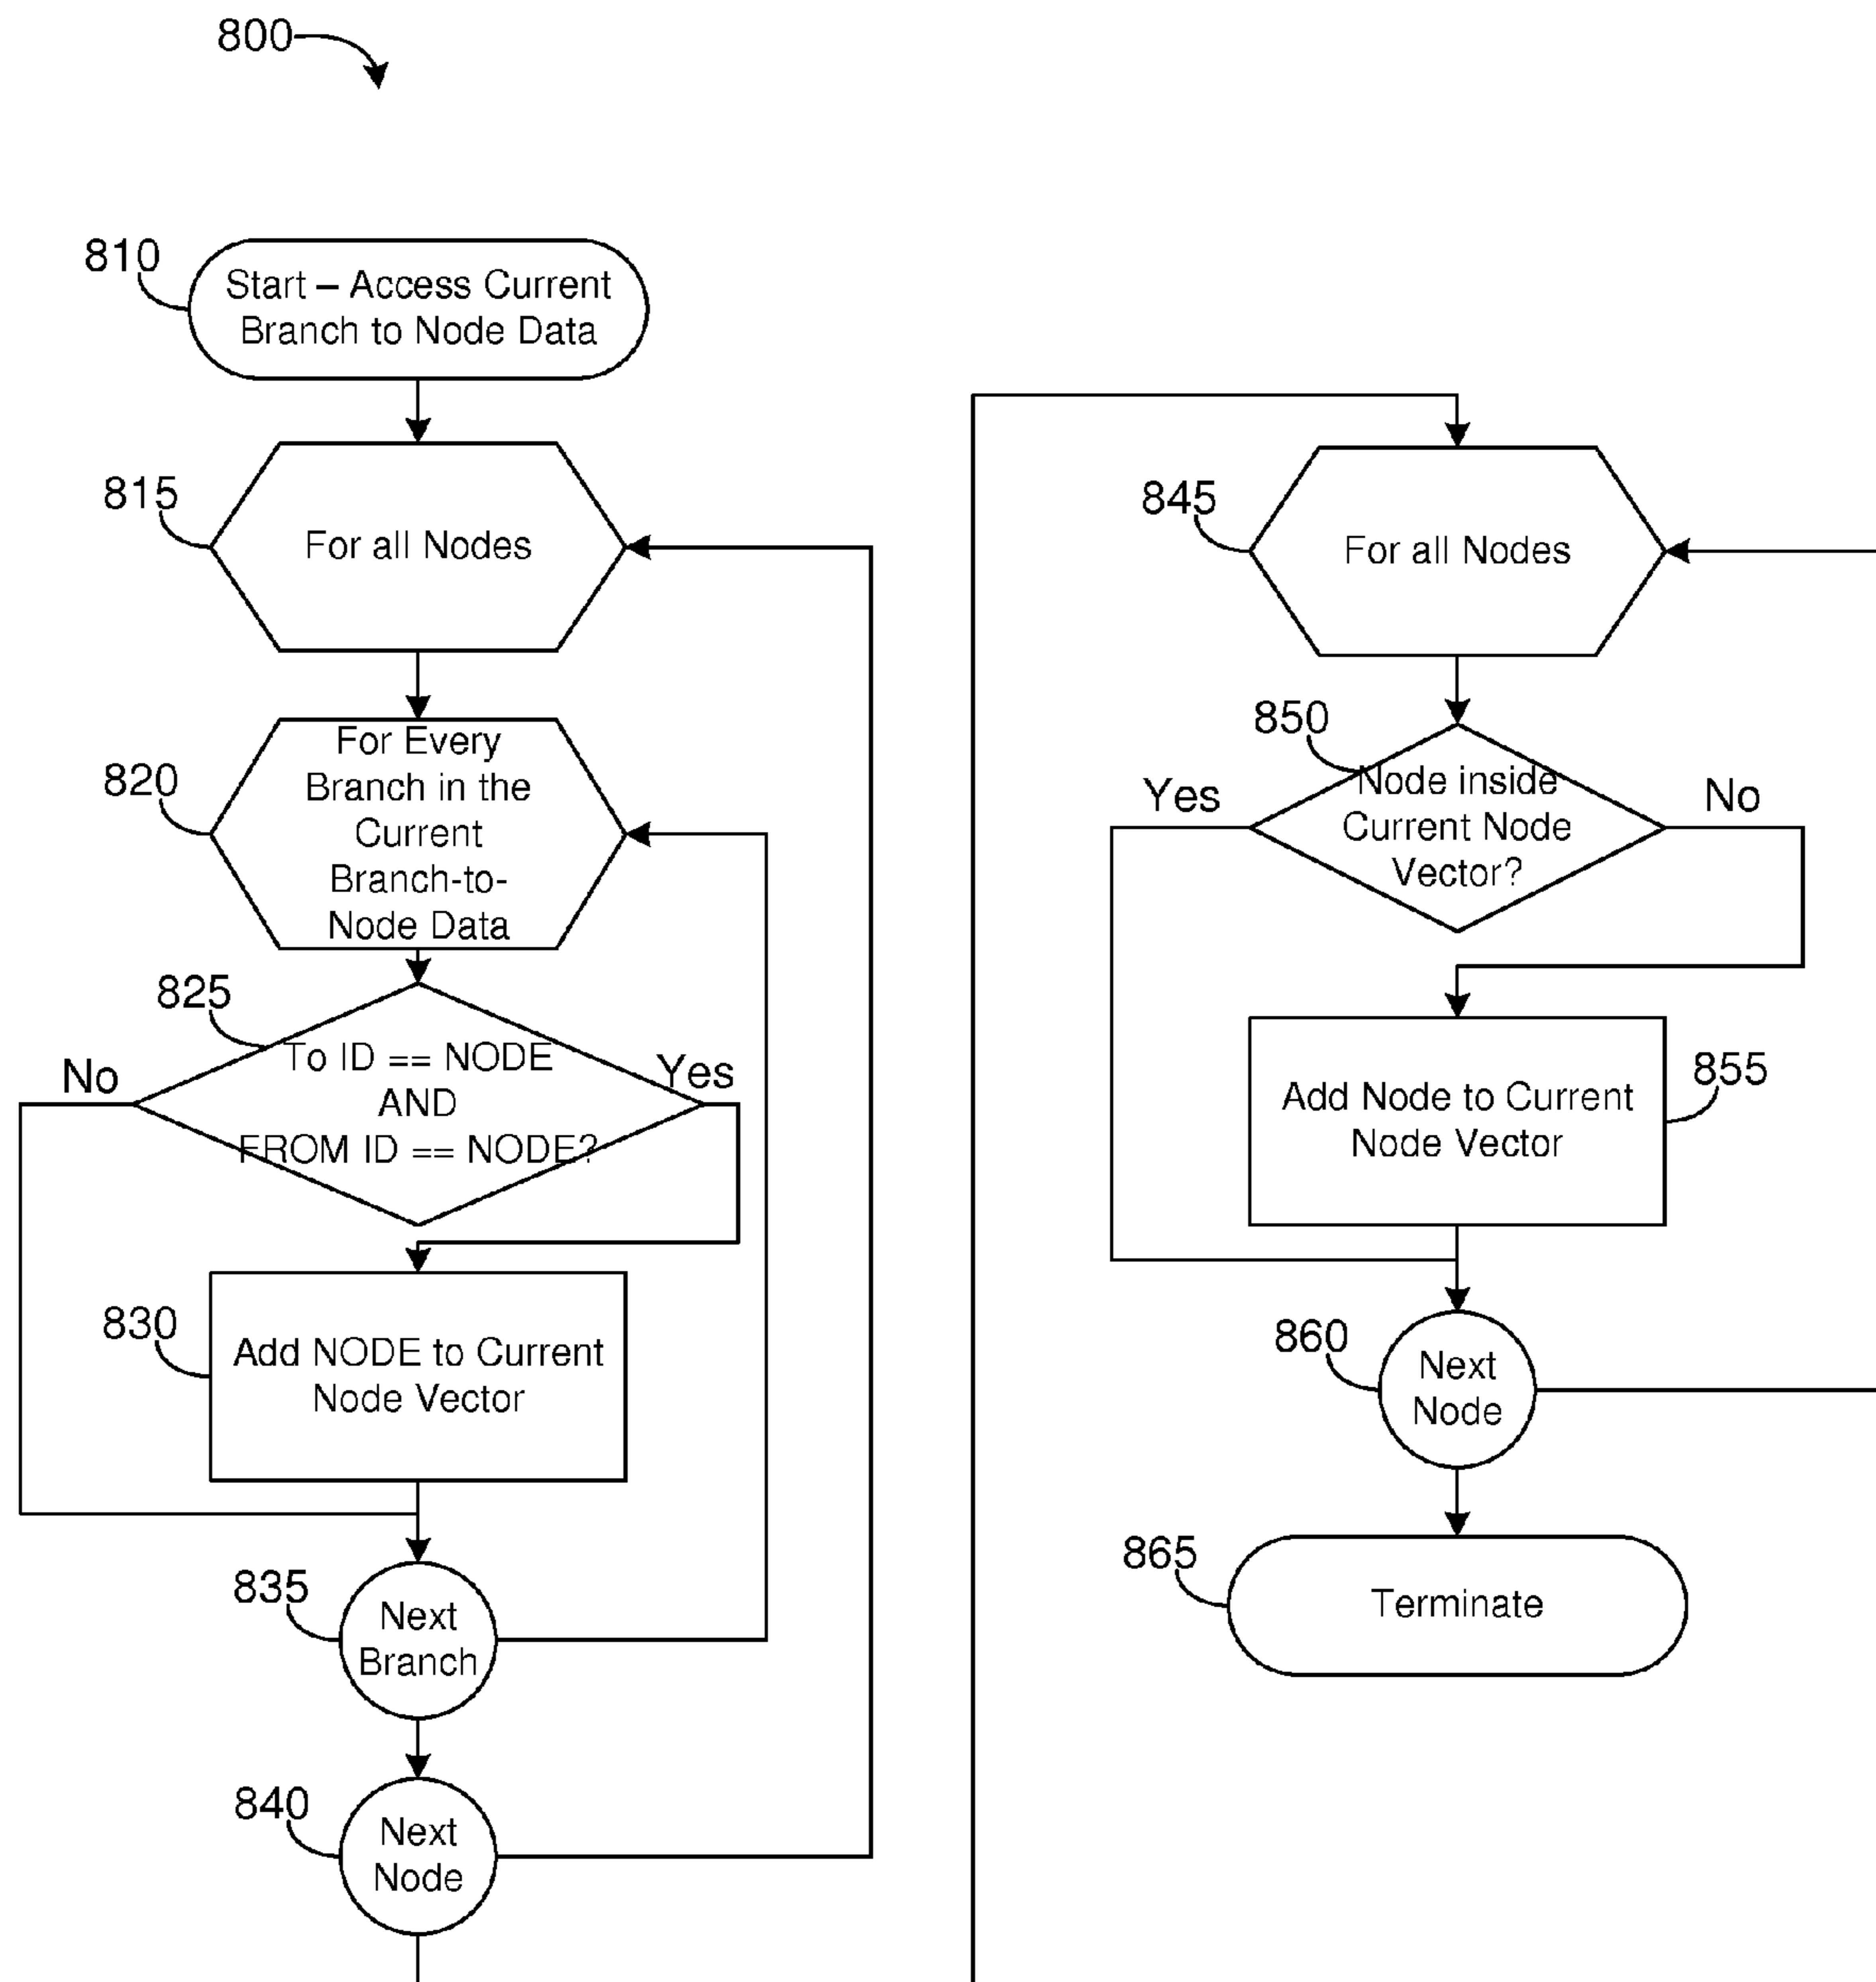 800
810
Start – Access Current
Branch to Node Data
815
For all Nodes
820
For Every
Branch in the
Current
Branch-to-
Node Data
825
To ID == NODE
AND
FROM ID == NODE?
No
Yes
830
Add NODE to Current
Node Vector
835
Next
Branch
840
Next
Node
845
For all Nodes
850
Node inside
Current Node
Vector?
Yes
No
855
Add Node to Current
Node Vector
860
Next
Node
865
Terminate